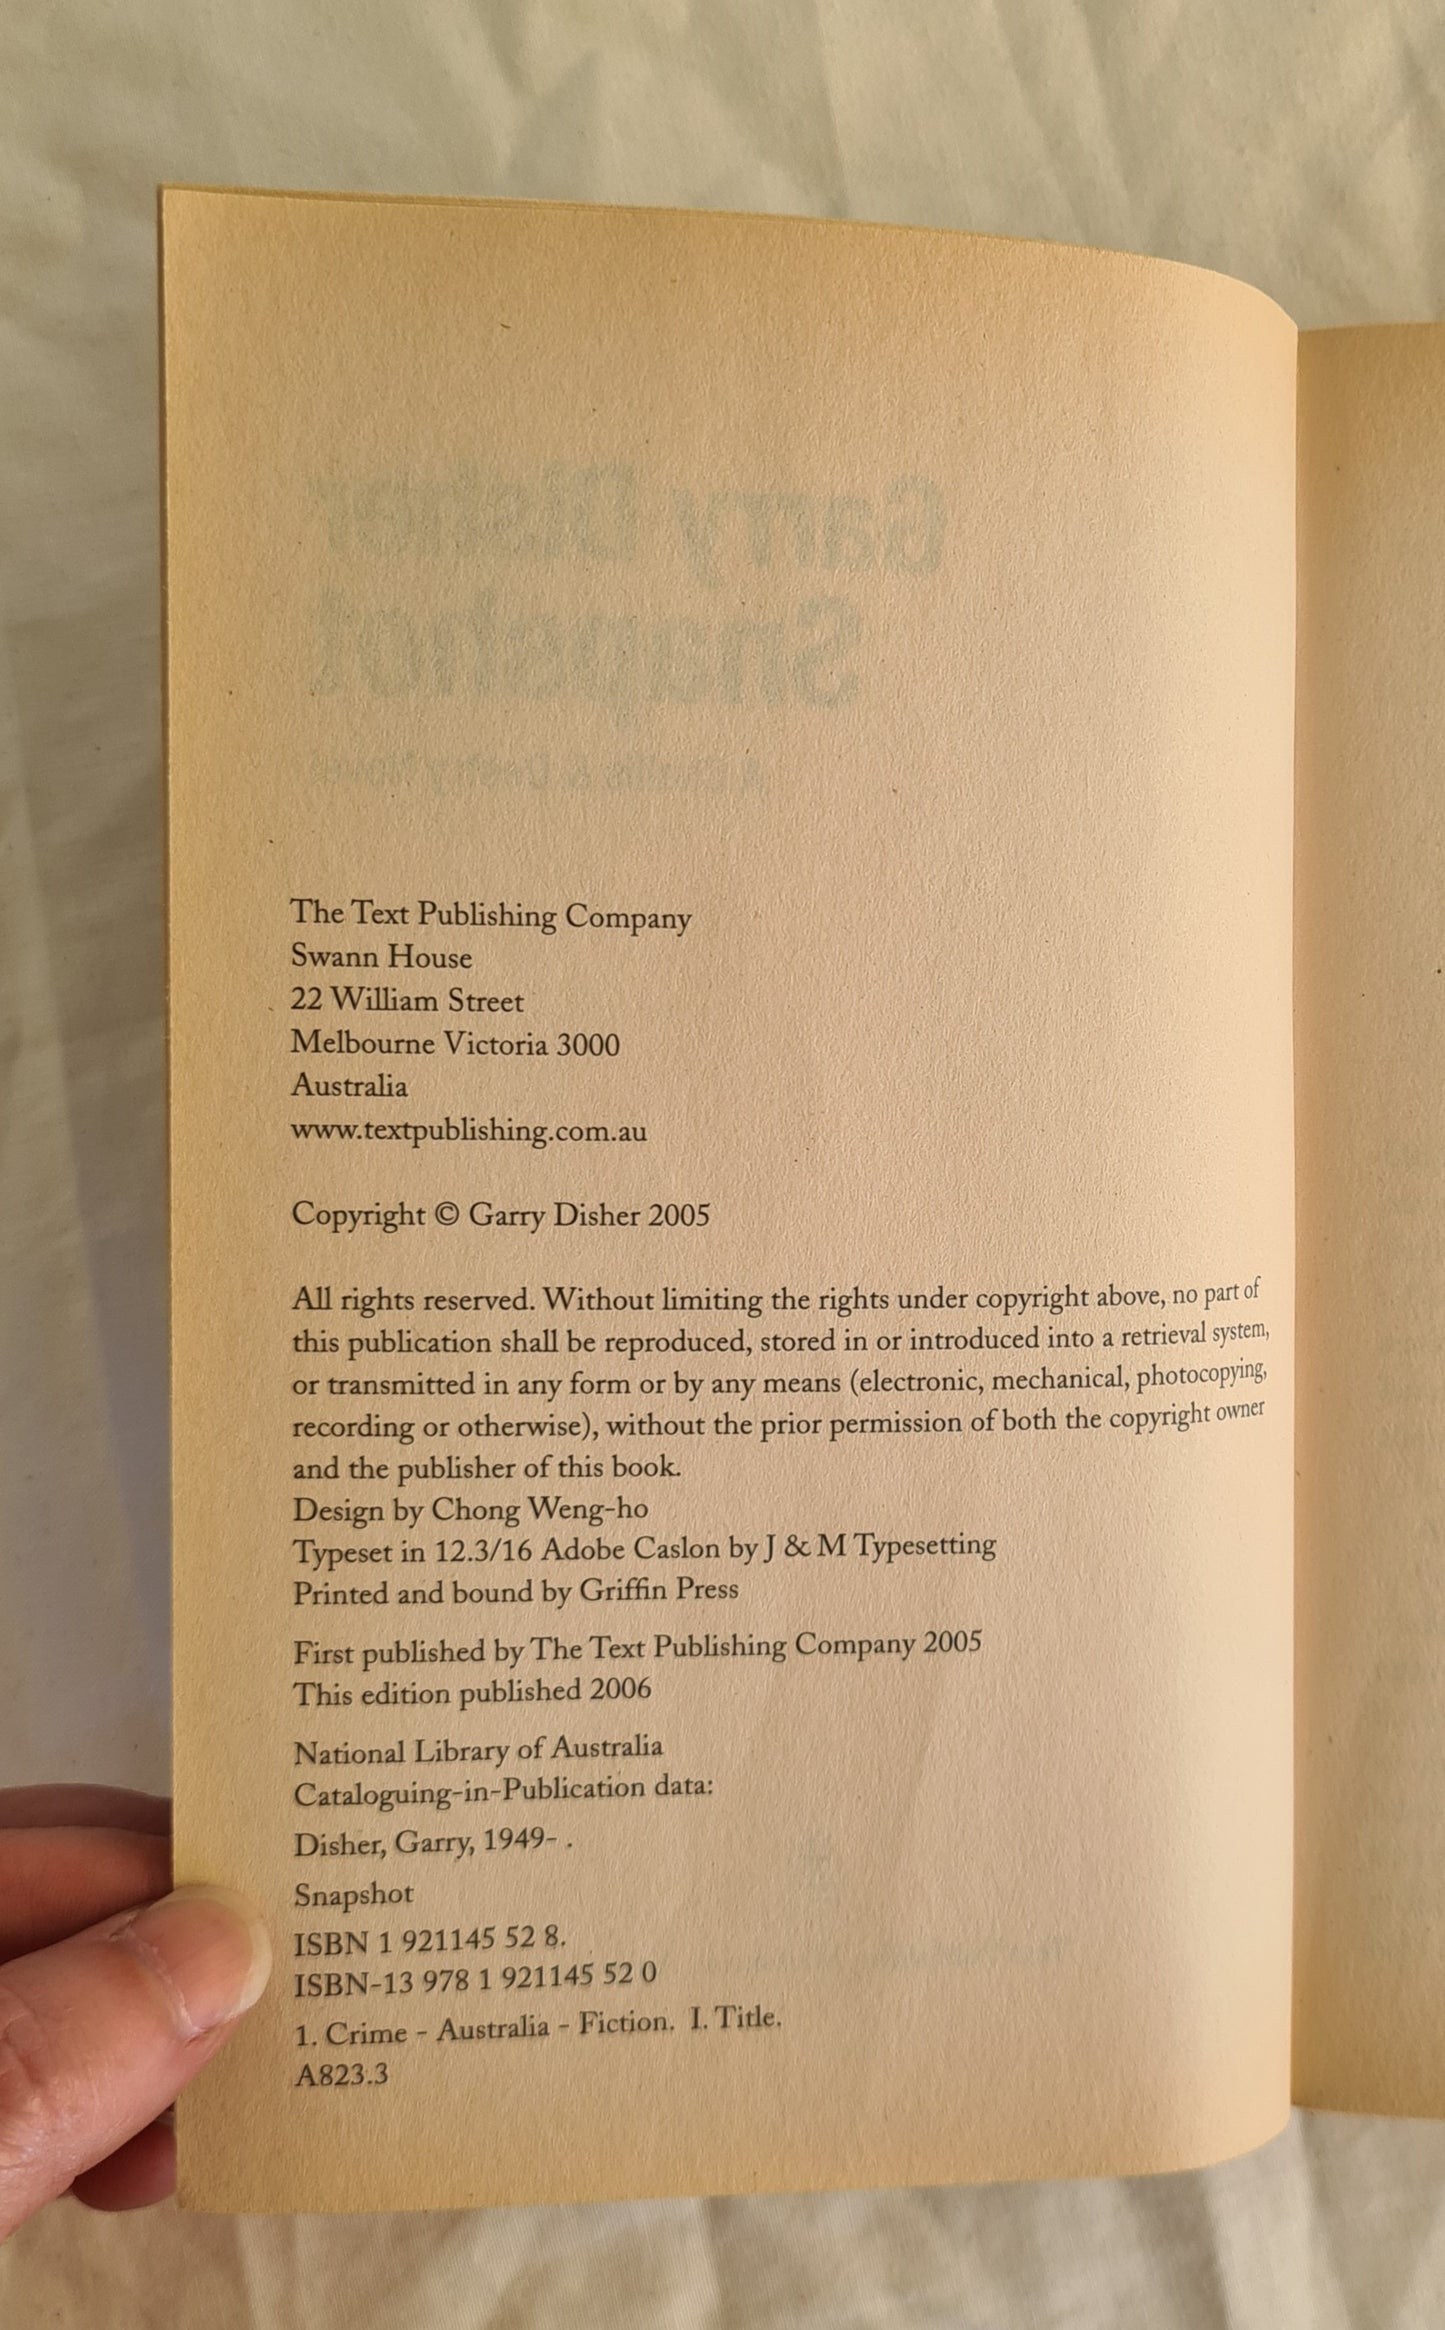 Garry Disher
Snapshot
The Text Publishing Company
Swann House
22 William Street
Melbourne Victoria 3000
Australia
www.textpublishing.com.au
Copyright © Garry Disher 2005
All rights reserved. Without limiting the rights under copyright above, no part of
this publication shall be reproduced, stored in or introduced into a retrieval system,
or transmitted in any form or by any means (electronic, mechanical, photocopying,
recording or otherwise), without the prior permission of both the copyright owner
and the publisher of this book.
Design by Chong Weng-ho
Typeset in 12.3/16 Adobe Caslon by J & M Typesetting
Printed and bound by Griffin Press
First published by The Text Publishing Company 2005
This edition published 2006
National Library of Australia
Cataloguing-in-Publication data:
Disher, Garry, 1949- .
Snapshot
ISBN 1 921145 52 8.
ISBN-13 978 1 921145 52 0
1. Crime - Australia - Fiction. I. Title.
A823.3